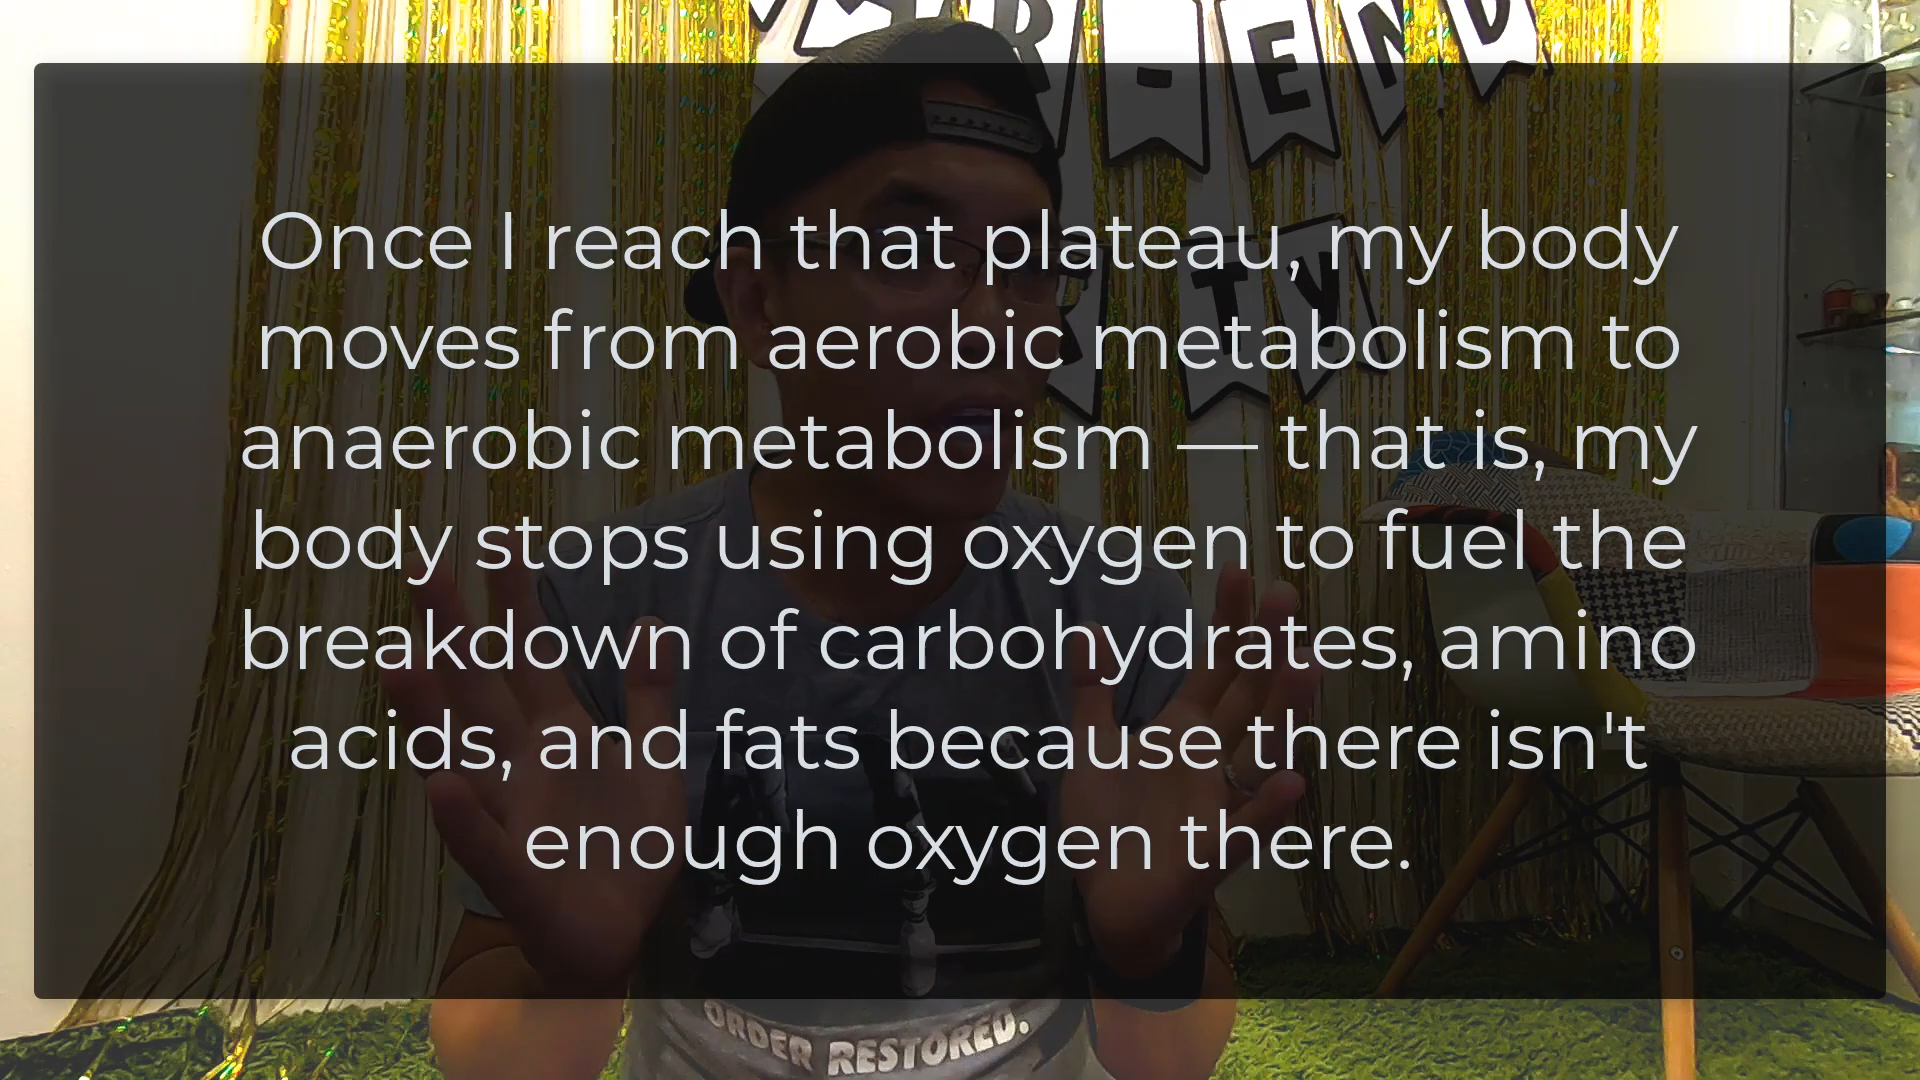 R - END
TY
Once I reach that plateau, my body
moves from aerobic metabolism to
anaerobic metabolism — that is, my
body stops using oxygen to fuel the
breakdown of carbohydrates, amino
acids, and fats because there isn't
enough oxygen there.
ORDER RESTORED.